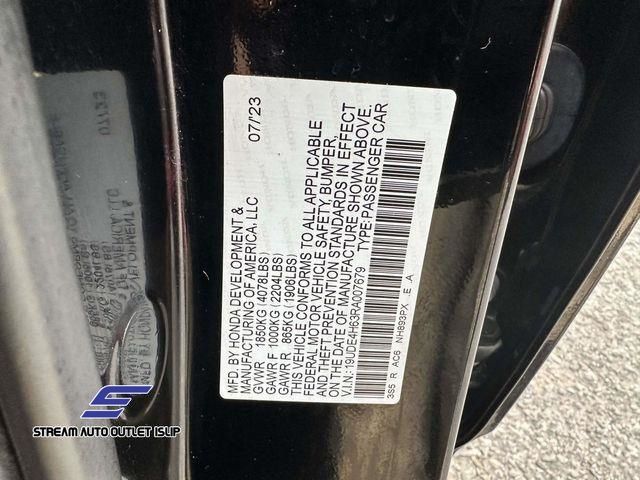 MFD. BY HONDA DEVELOPMENT & 07/'23
MANUFACTURING OF AMERICA, LLC
GVWR 1850KG (4078LBS)
GAWR F 1000KG (2204LBS)
GAWR R 865KG (1906LBS)
THIS VEHICLE CONFORMS TO ALL APPLICABLE
FEDERAL MOTOR VEHICLE SAFETY, BUMPER,
AND THEFT PREVENTION STANDARDS IN EFFECT
ON THE DATE OF MANUFACTURE SHOWN ABOVE.
V.I.N.: 19UDE4H63RA007679 TYPE: PASSENGER CAR
3S5 R AC6 NH893PX . E .A
STREAM AUTO OUTLET ISLIP